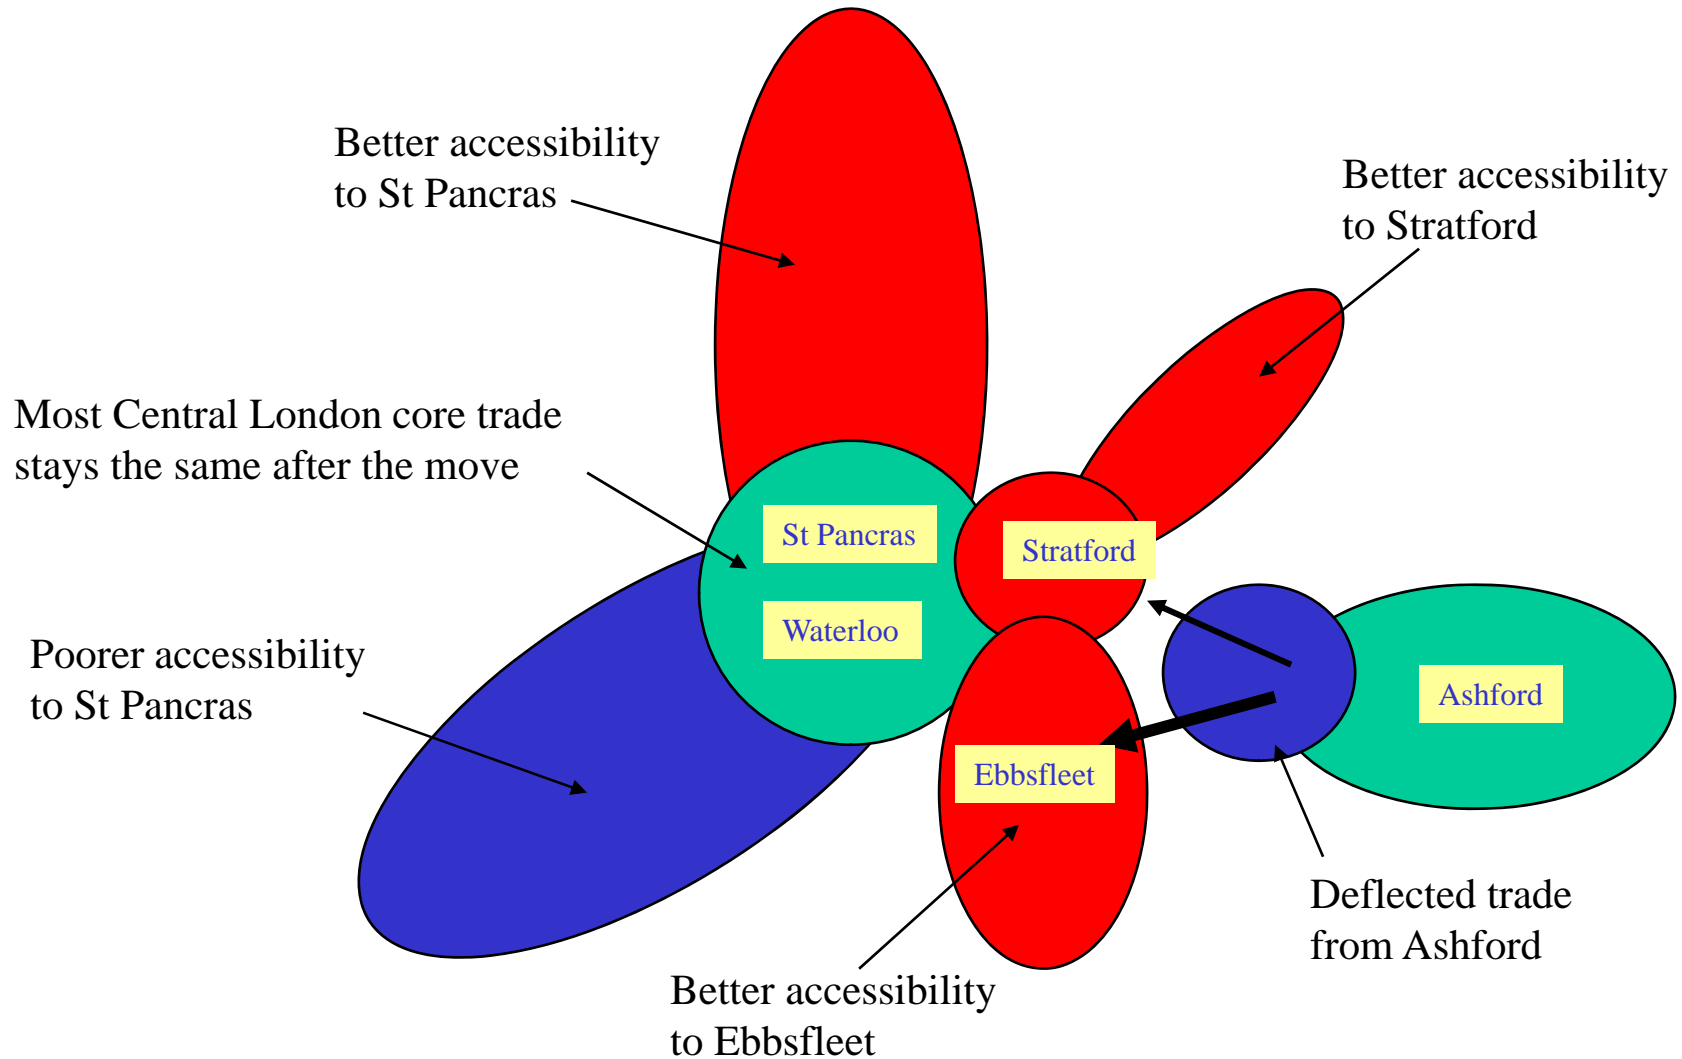 Better accessibility
to St Pancras
Better accessibility
to Stratford
Most Central London core trade
stays the same after the move
St Pancras
Stratford
Waterloo
Poorer accessibility
to St Pancras
Ashford
Ebbsfleet
Deflected trade
from Ashford
Better accessibility
to Ebbsfleet